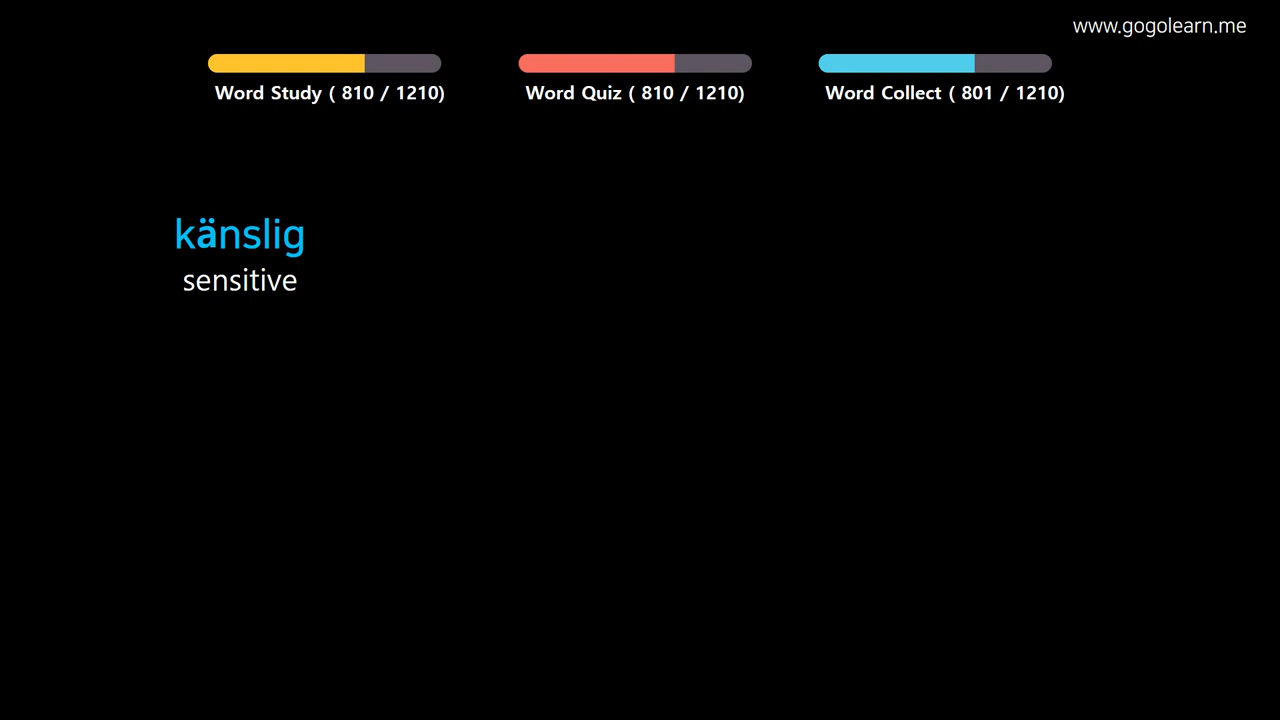 www.gogolearn.me
Word Study ( 810 / 1210)
Word Quiz ( 810 / 1210)
Word Collect ( 801 / 1210)
känslig
sensitive